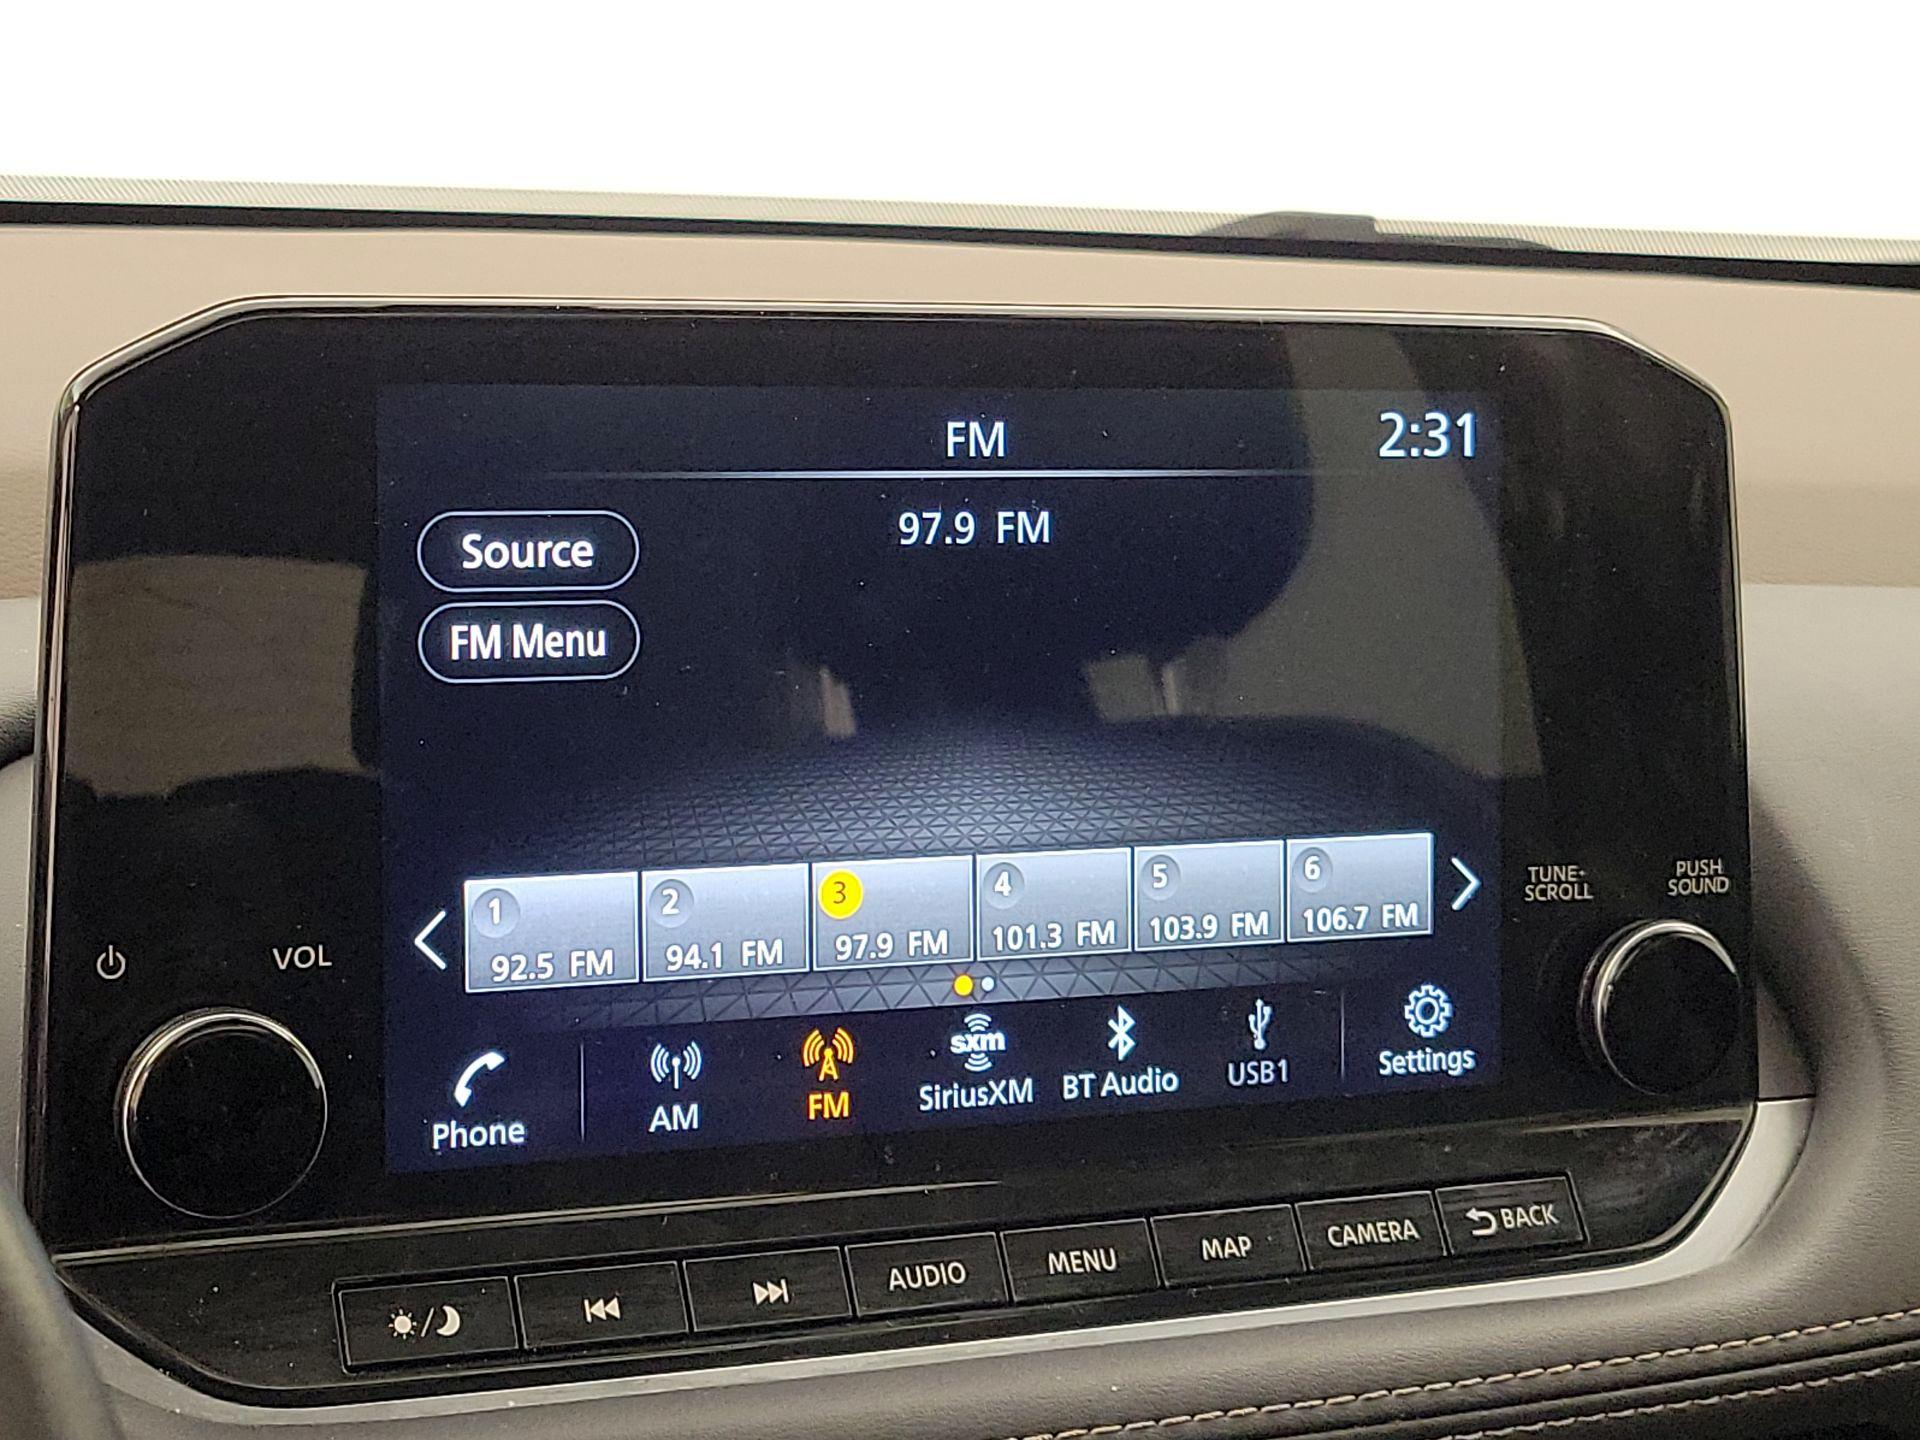 FM
2:31
97.9 FM
Source
FM Menu
1
92.5 FM
2
94.1 FM
3
97.9 FM
4
101.3 FM
5
103.9 FM
6
106.7 FM
VOL
TUNE•
SCROLL
PUSH
SOUND
Phone
AM
FM
sxm
SiriusXM
BT Audio
USB1
Settings
AUDIO
MENU
MAP
CAMERA
BACK